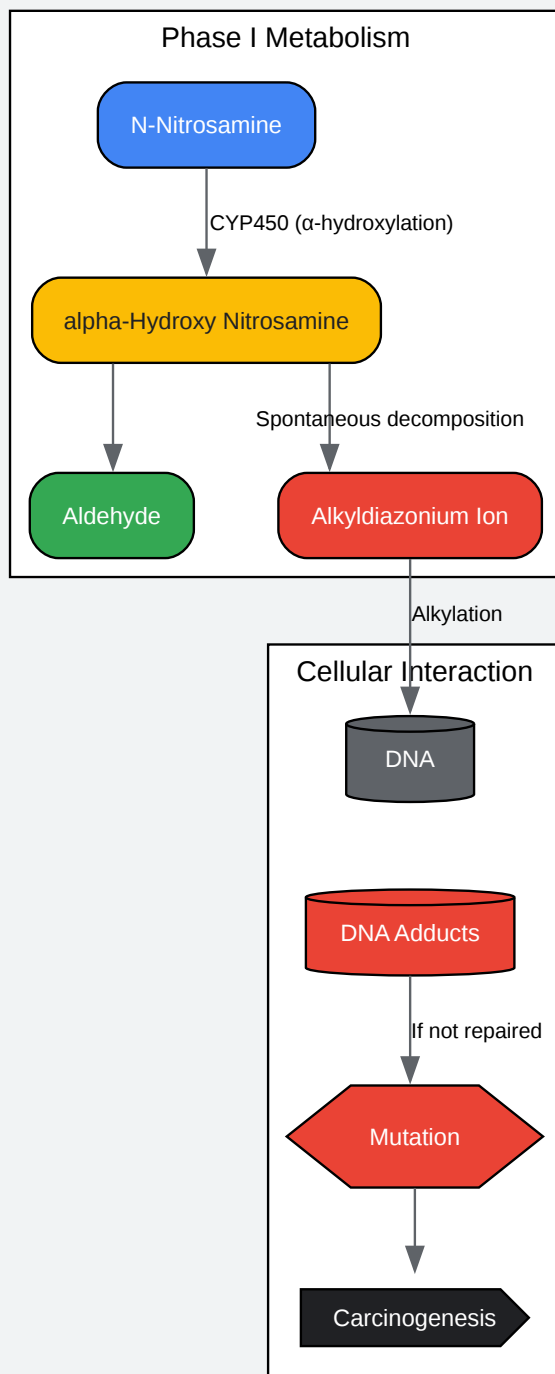 Phase I Metabolism
N-Nitrosamine
CYP450 (α-hydroxylation)
alpha-Hydroxy Nitrosamine
Spontaneous decomposition
Aldehyde
Alkyldiazonium Ion
Alkylation
Cellular Interaction
DNA
DNA Adducts
If not repaired
Mutation
Carcinogenesis